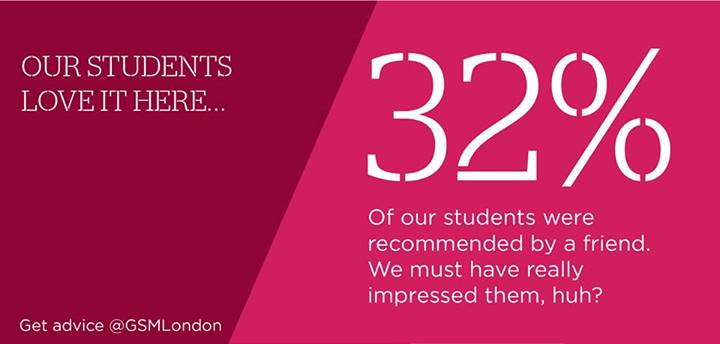 OUR STUDENTS
LOVE IT HERE...
32%
Of our students were
recommended by a friend.
We must have really
impressed them, huh?
Get advice @GSMLondon